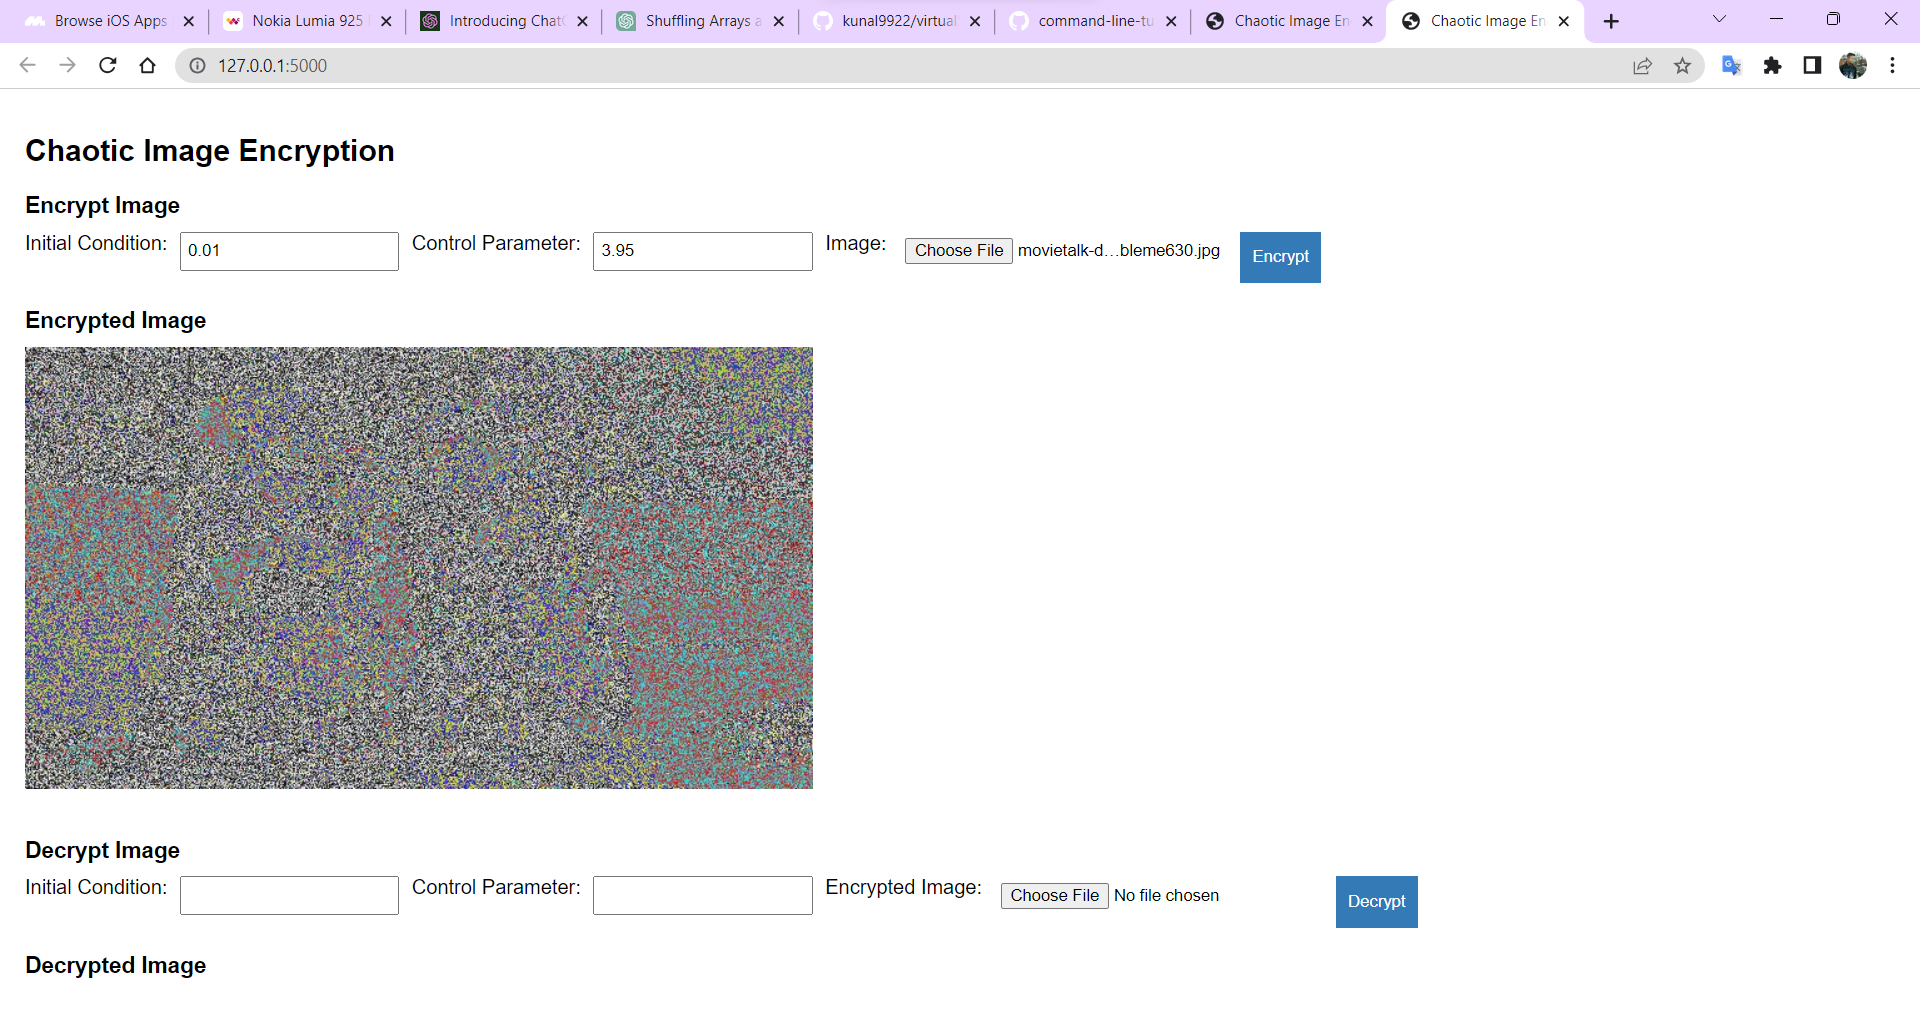 Browse iOS Apps
Nokia Lumia 925
Introducing Chat
Shuffling Arrays a
kunal9922/virtual
command-line-tu
Chaotic Image En
Chaotic Image En
127.0.0.1:5000
Chaotic Image Encryption
Encrypt Image
Initial Condition: 0.01 Control Parameter: 3.95 Image: Choose File movietalk-d…bleme630.jpg Encrypt
Encrypted Image
Decrypt Image
Initial Condition: Control Parameter: Encrypted Image: Choose File No file chosen Decrypt
Decrypted Image